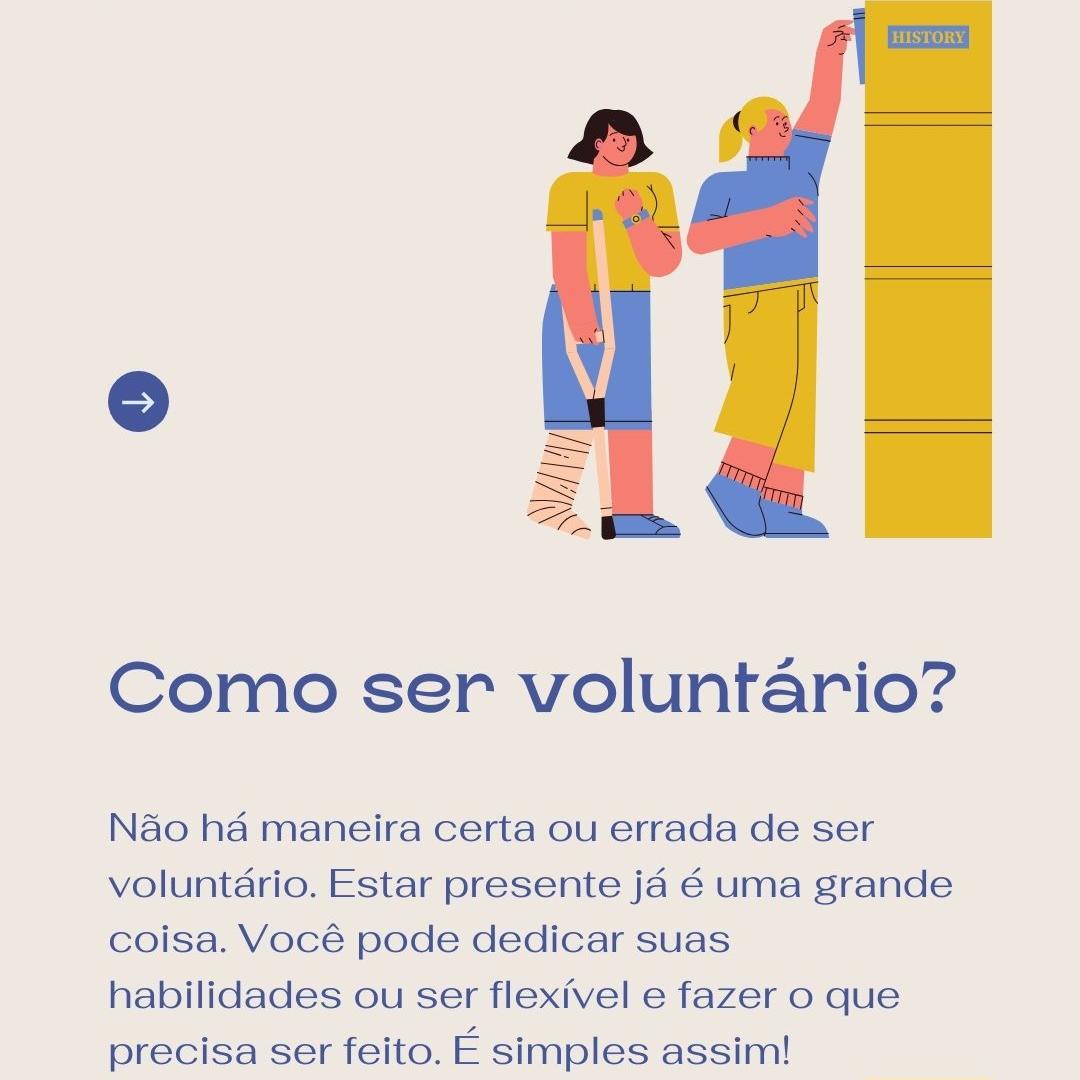 HISTORY
Como ser voluntário?
Não há maneira certa ou errada de ser
voluntário. Estar presente já é uma grande
coisa. Você pode dedicar suas
habilidades ou ser flexível e fazer o que
precisa ser feito. É simples assim!